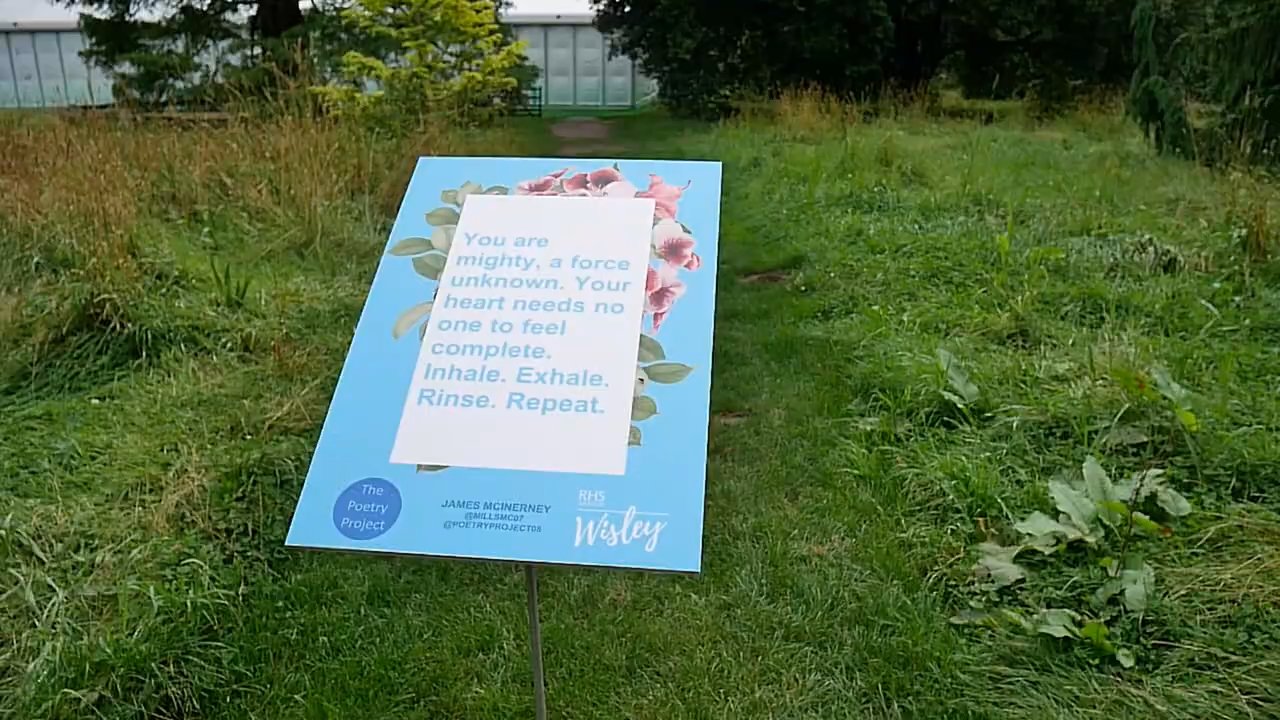 You are
mighty, a force
unknown. Your
heart needs no
one to feel
complete.
Inhale. Exhale.
Rinse. Repeat.
The
Poetry
Project
JAMES MCINERNEY
@MILLSMC07
@POETRYPROJECT08
RHS
Wisley